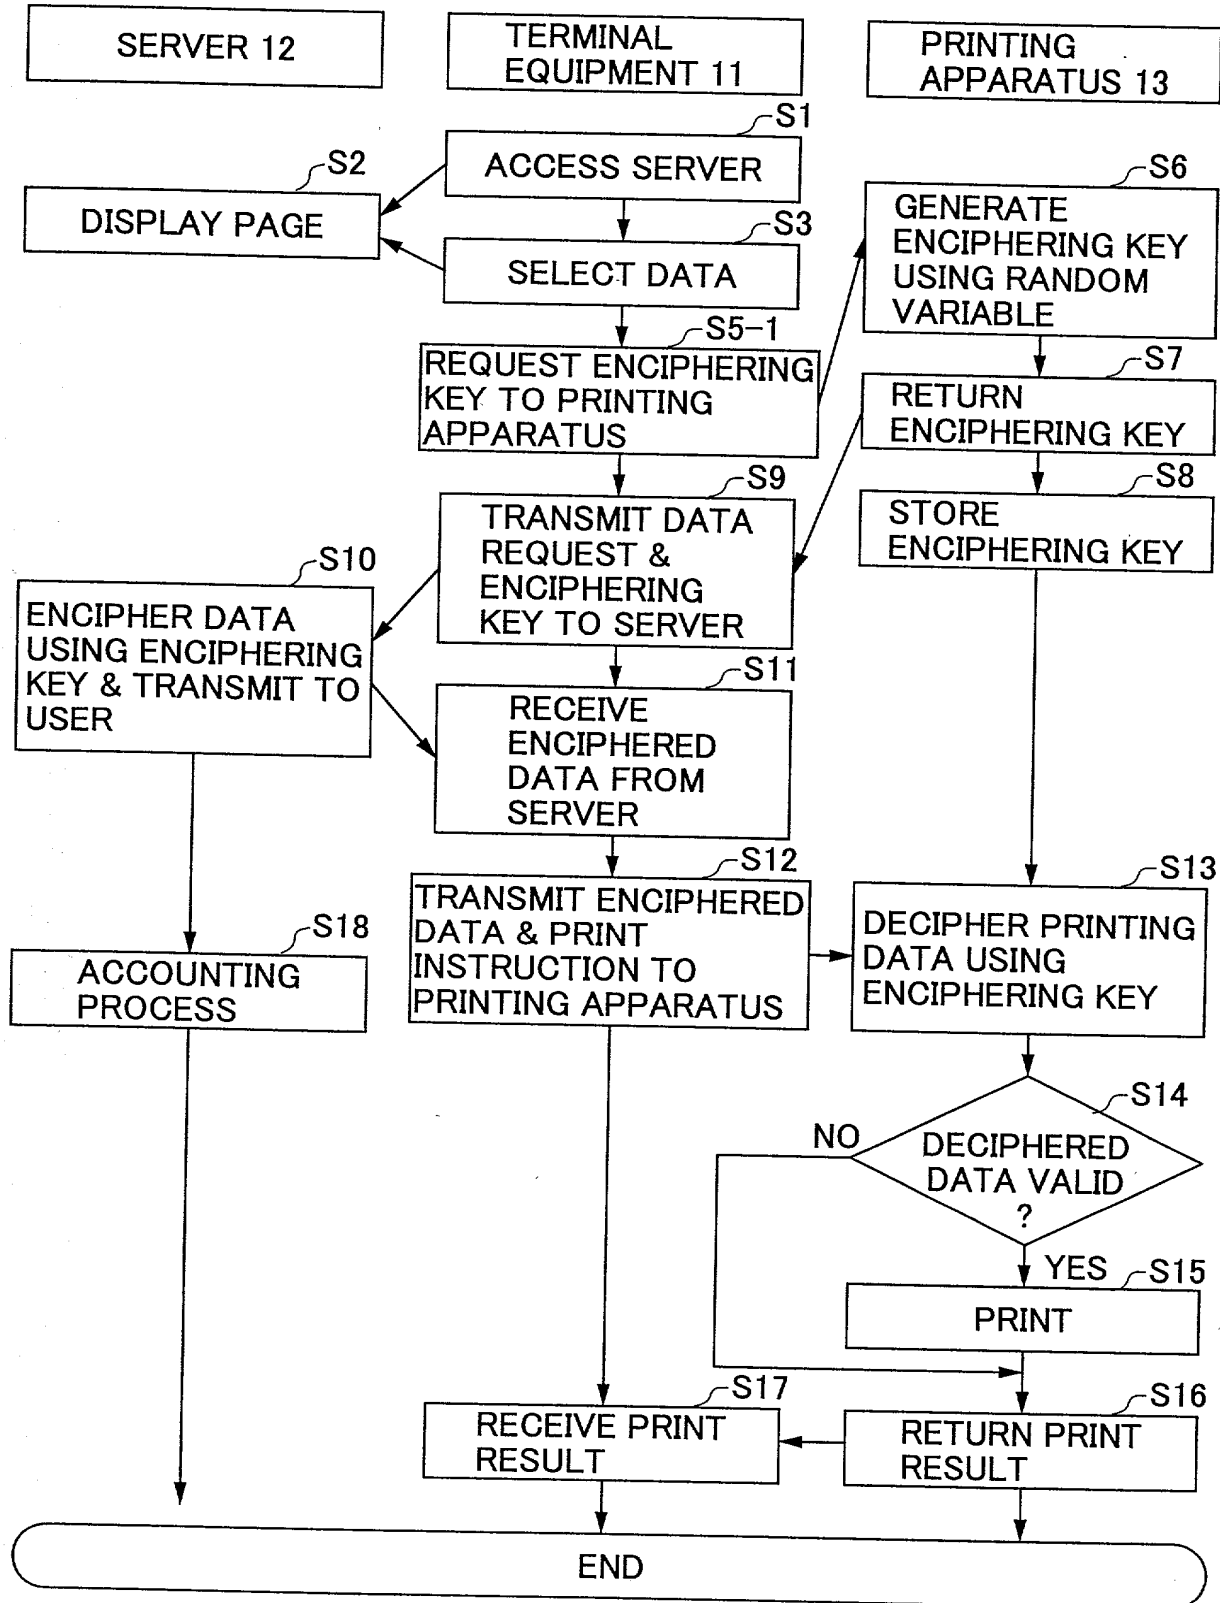 SERVER 12
TERMINAL
EQUIPMENT 11
PRINTING
APPARATUS 13
S1
ACCESS SERVER
S2
DISPLAY PAGE
S3
SELECT DATA
S6
GENERATE
ENCIPHERING KEY
USING RANDOM
VARIABLE
S5-1
REQUEST ENCIPHERING
KEY TO PRINTING
APPARATUS
S7
RETURN
ENCIPHERING KEY
S9
TRANSMIT DATA
REQUEST &
ENCIPHERING
KEY TO SERVER
S8
STORE
ENCIPHERING KEY
S10
ENCIPHER DATA
USING ENCIPHERING
KEY & TRANSMIT TO
USER
S11
RECEIVE
ENCIPHERED
DATA FROM
SERVER
S12
TRANSMIT ENCIPHERED
DATA & PRINT
INSTRUCTION TO
PRINTING APPARATUS
S13
DECIPHER PRINTING
DATA USING
ENCIPHERING KEY
S18
ACCOUNTING
PROCESS
S14
NO
DECIPHERED
DATA VALID
?
YES
S15
PRINT
S17
RECEIVE PRINT
RESULT
S16
RETURN PRINT
RESULT
END